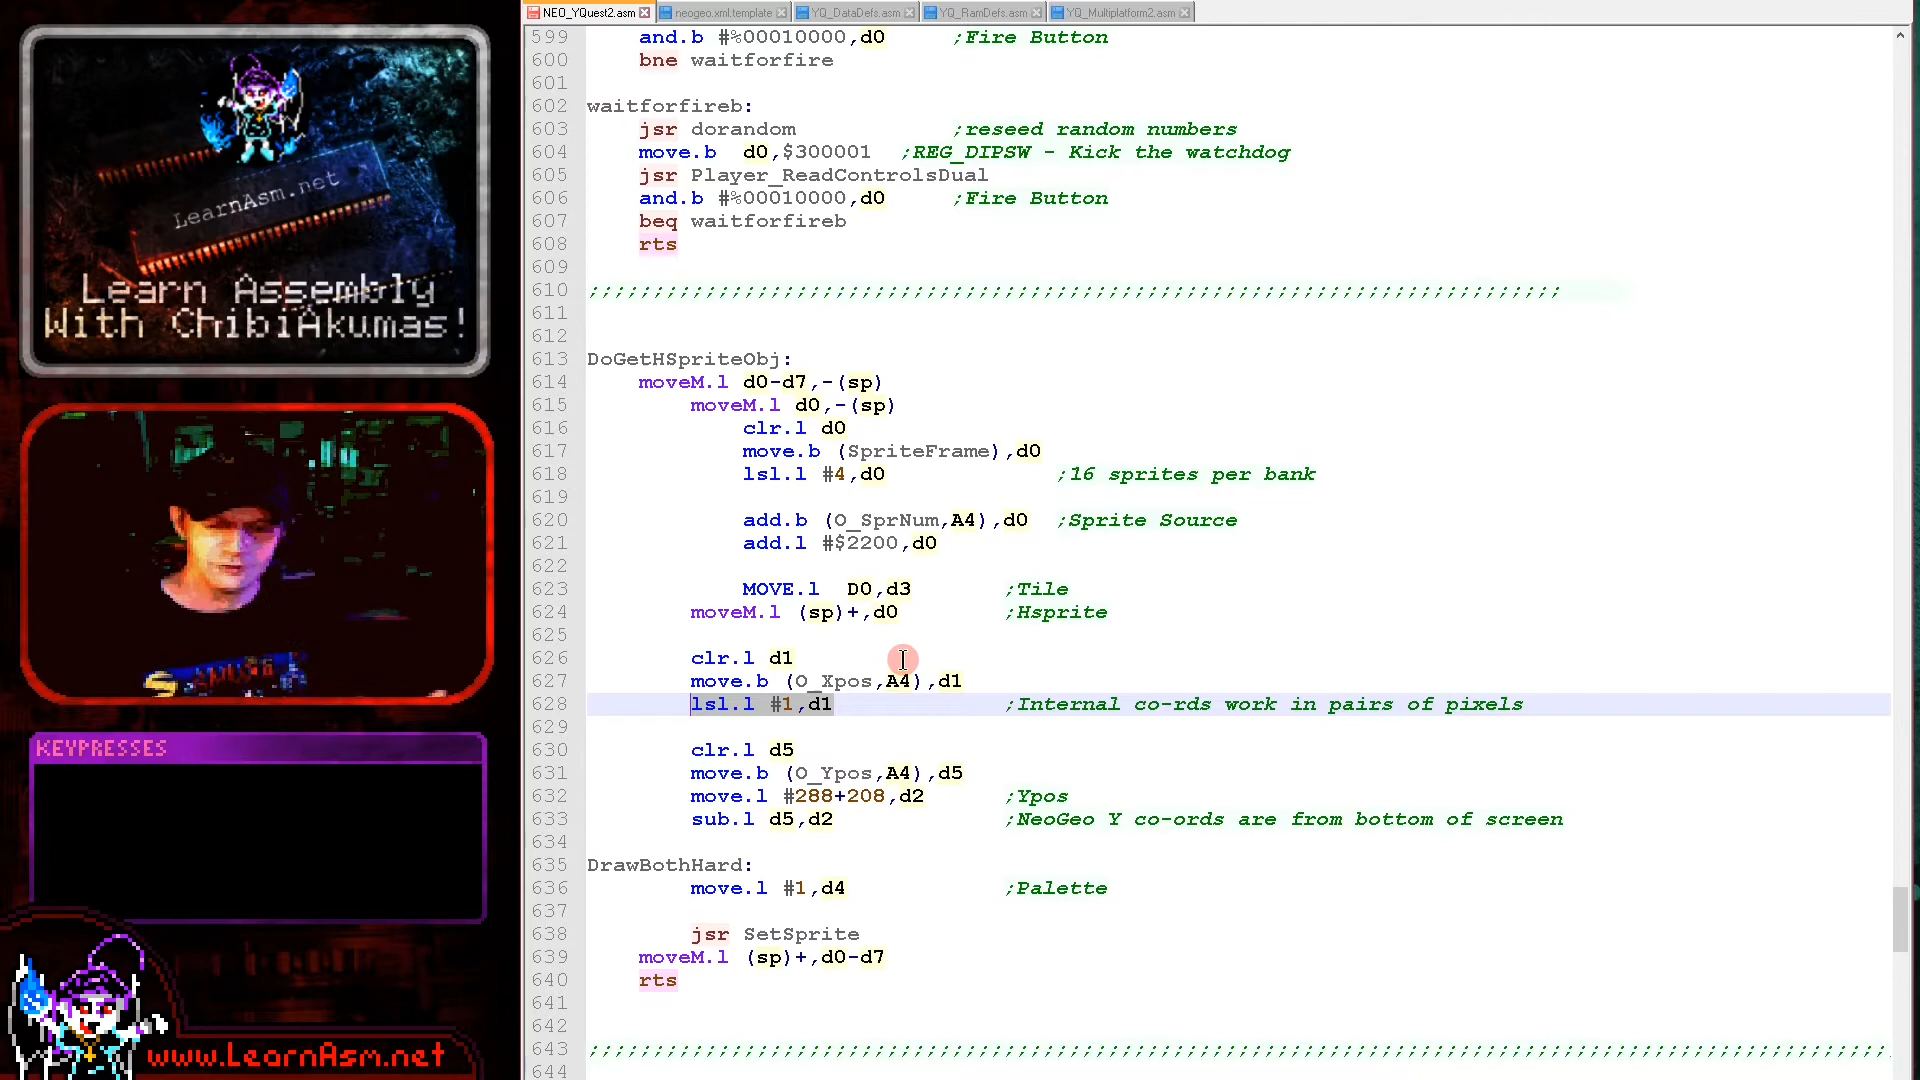 NEO_YQuest2.asm
neogeo.xml.template
YQ_DataDefs.asm
YQ_RamDefs.asm
YQ_Multiplatform2.asm
LearnAsm.net
Learn Assembly
With ChibiAkumas!
KEYPRESSES
www.LearnAsm.net
599 and.b #%00010000,d0 ;Fire Button
600 bne waitforfire
601
602 waitforfireb:
603 jsr dorandom ;reseed random numbers
604 move.b d0,$300001 ;REG_DIPSW - Kick the watchdog
605 jsr Player_ReadControlsDual
606 and.b #%00010000,d0 ;Fire Button
607 beq waitforfireb
608 rts
609
610 ;;;;;;;;;;;;;;;;;;;;;;;;;;;;;;;;;;;;;;;;;;;;;;;;;;;;;;;;;;;;;;;;;;;;;;;;;;;
611
612
613 DoGetHSpriteObj:
614 moveM.l d0-d7,-(sp)
615 moveM.l d0,-(sp)
616 clr.l d0
617 move.b (SpriteFrame),d0
618 lsl.l #4,d0 ;16 sprites per bank
619
620 add.b (O_SprNum,A4),d0 ;Sprite Source
621 add.l #$2200,d0
622
623 MOVE.l D0,d3 ;Tile
624 moveM.l (sp)+,d0 ;Hsprite
625
626 clr.l d1
627 move.b (O_Xpos,A4),d1
628 lsl.l #1,d1 ;Internal co-rds work in pairs of pixels
629
630 clr.l d5
631 move.b (O_Ypos,A4),d5
632 move.l #288+208,d2 ;Ypos
633 sub.l d5,d2 ;NeoGeo Y co-ords are from bottom of screen
634
635 DrawBothHard:
636 move.l #1,d4 ;Palette
637
638 jsr SetSprite
639 moveM.l (sp)+,d0-d7
640 rts
641
642
643 ;;;;;;;;;;;;;;;;;;;;;;;;;;;;;;;;;;;;;;;;;;;;;;;;;;;;;;;;;;;;;;;;;;;;;;;;;;;;;;;;;;;;;;;;;;;;;;;;;;;;
644